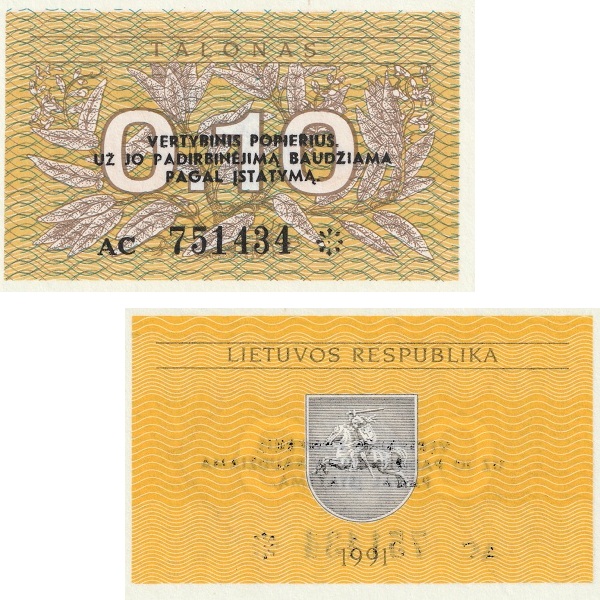 TALONAS
0.10
VERTYBINIS POPIERIUS,
UŽ JO PADIRBINĖJIMĄ BAUDŽIAMA
PAGAL ĮSTATYMĄ.
AC 751434
LIETUVOS RESPUBLIKA
1991